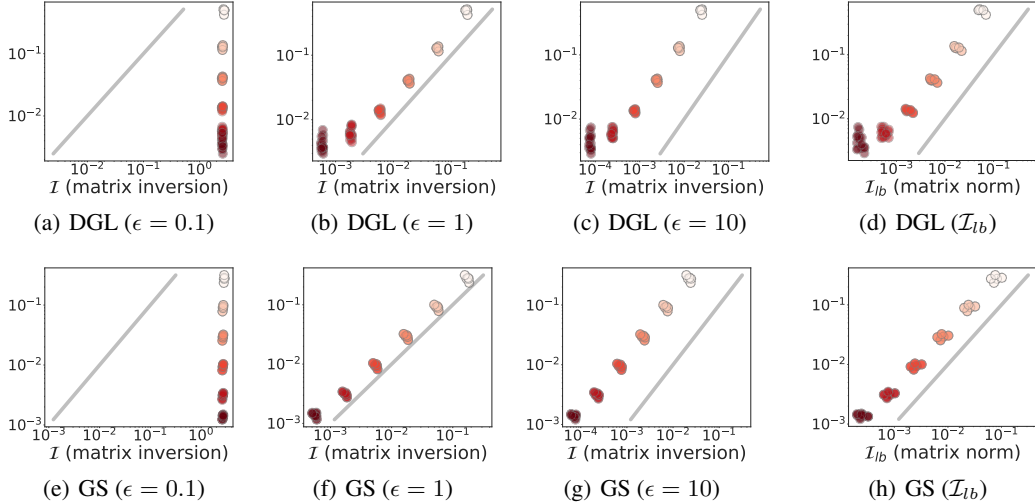 10⁻¹
10⁻²
10⁻² 10⁻¹ 10⁰
I (matrix inversion)
(a) DGL (ϵ = 0.1)
10⁻¹
10⁻²
10⁻³ 10⁻² 10⁻¹
I (matrix inversion)
(b) DGL (ϵ = 1)
10⁻¹
10⁻²
10⁻⁴ 10⁻³ 10⁻² 10⁻¹
I (matrix inversion)
(c) DGL (ϵ = 10)
10⁻¹
10⁻²
10⁻³ 10⁻² 10⁻¹
I_lb (matrix norm)
(d) DGL (I_lb)
10⁻¹
10⁻²
10⁻³
10⁻³ 10⁻² 10⁻¹ 10⁰
I (matrix inversion)
(e) GS (ϵ = 0.1)
10⁻¹
10⁻²
10⁻³
10⁻³ 10⁻² 10⁻¹
I (matrix inversion)
(f) GS (ϵ = 1)
10⁻¹
10⁻²
10⁻³
10⁻⁴ 10⁻³ 10⁻² 10⁻¹
I (matrix inversion)
(g) GS (ϵ = 10)
10⁻¹
10⁻²
10⁻³
10⁻³ 10⁻² 10⁻¹
I_lb (matrix norm)
(h) GS (I_lb)